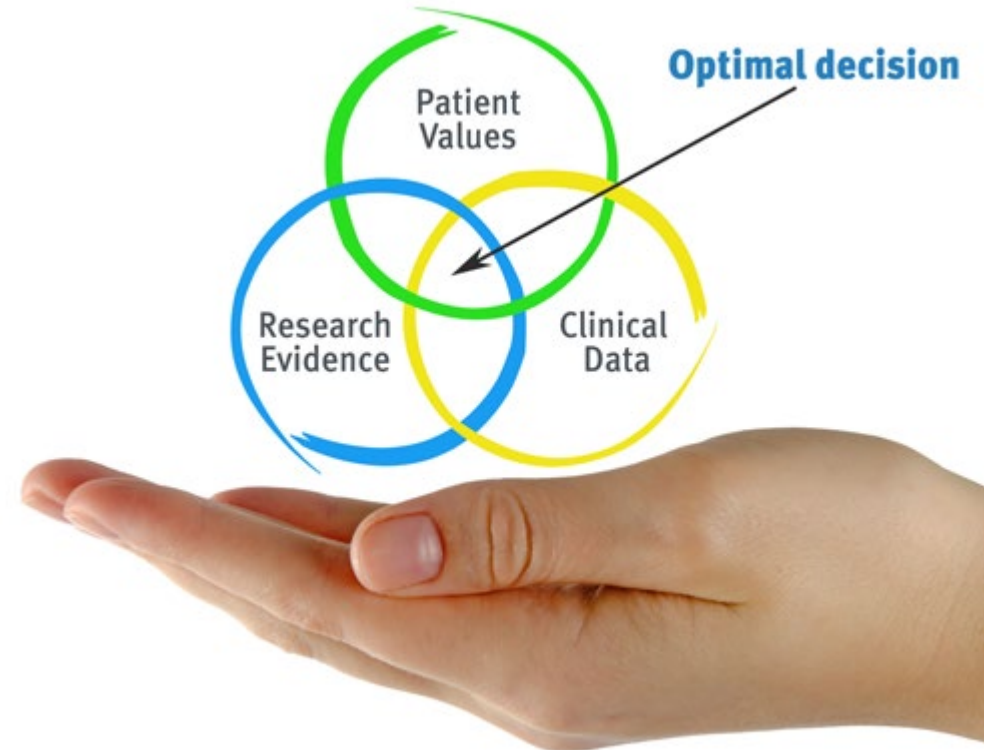 Optimal decision
Patient
Values
Research
Evidence
Clinical
Data